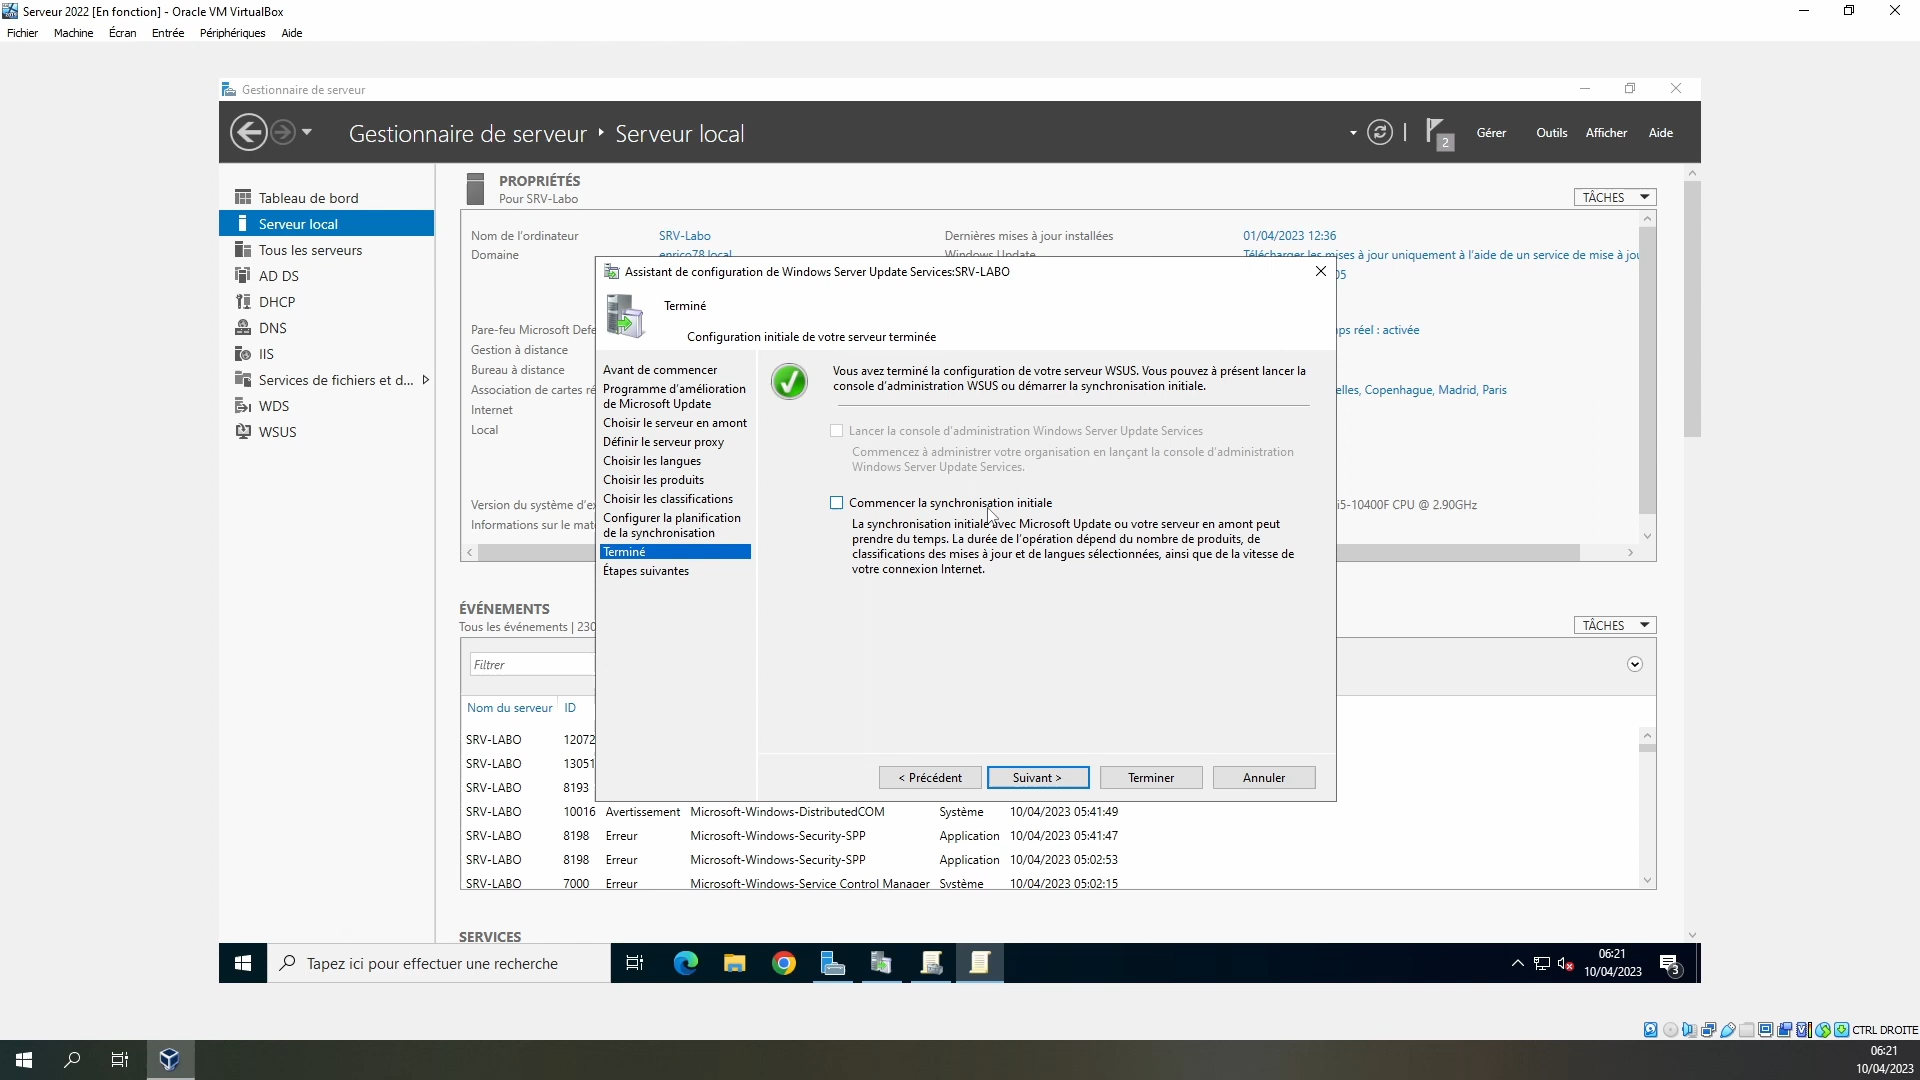 Serveur 2022 [En fonction] - Oracle VM VirtualBox
Fichier Machine Écran Entrée Périphériques Aide
Gestionnaire de serveur
Gestionnaire de serveur Serveur local
2
Gérer Outils Afficher Aide
Tableau de bord
Serveur local
Tous les serveurs
AD DS
DHCP
DNS
IIS
Services de fichiers et d...
WDS
WSUS
PROPRIÉTÉS
Pour SRV-Labo
TÂCHES
Nom de l'ordinateur SRV-Labo Dernières mises à jour installées 01/04/2023 12:36
Domaine enrico78.local Windows Update Télécharger les mises à jour uniquement à l'aide d'un service de mise à jou
05
Pare-feu Microsoft Defe ps réel : activée
Gestion à distance
Bureau à distance
Association de cartes ré elles, Copenhague, Madrid, Paris
Internet
Local
Version du système d'e i5-10400F CPU @ 2.90GHz
Informations sur le mat
Assistant de configuration de Windows Server Update Services:SRV-LABO
Terminé
Configuration initiale de votre serveur terminée
Avant de commencer
Programme d'amélioration
de Microsoft Update
Choisir le serveur en amont
Définir le serveur proxy
Choisir les langues
Choisir les produits
Choisir les classifications
Configurer la planification
de la synchronisation
Terminé
Étapes suivantes
Vous avez terminé la configuration de votre serveur WSUS. Vous pouvez à présent lancer la
console d'administration WSUS ou démarrer la synchronisation initiale.
Lancer la console d'administration Windows Server Update Services
Commencez à administrer votre organisation en lançant la console d'administration
Windows Server Update Services.
Commencer la synchronisation initiale
La synchronisation initiale avec Microsoft Update ou votre serveur en amont peut
prendre du temps. La durée de l'opération dépend du nombre de produits, de
classifications des mises à jour et de langues sélectionnées, ainsi que de la vitesse de
votre connexion Internet.
< Précédent Suivant > Terminer Annuler
ÉVÉNEMENTS
Tous les événements | 230
TÂCHES
Filtrer
Nom du serveur ID
SRV-LABO 12072
SRV-LABO 13051
SRV-LABO 8193
SRV-LABO 10016 Avertissement Microsoft-Windows-DistributedCOM Système 10/04/2023 05:41:49
SRV-LABO 8198 Erreur Microsoft-Windows-Security-SPP Application 10/04/2023 05:41:47
SRV-LABO 8198 Erreur Microsoft-Windows-Security-SPP Application 10/04/2023 05:02:53
SRV-LABO 7000 Erreur Microsoft-Windows-Service Control Manager Système 10/04/2023 05:02:15
SERVICES
Tapez ici pour effectuer une recherche
06:21
10/04/2023
3
CTRL DROITE
06:21
10/04/2023